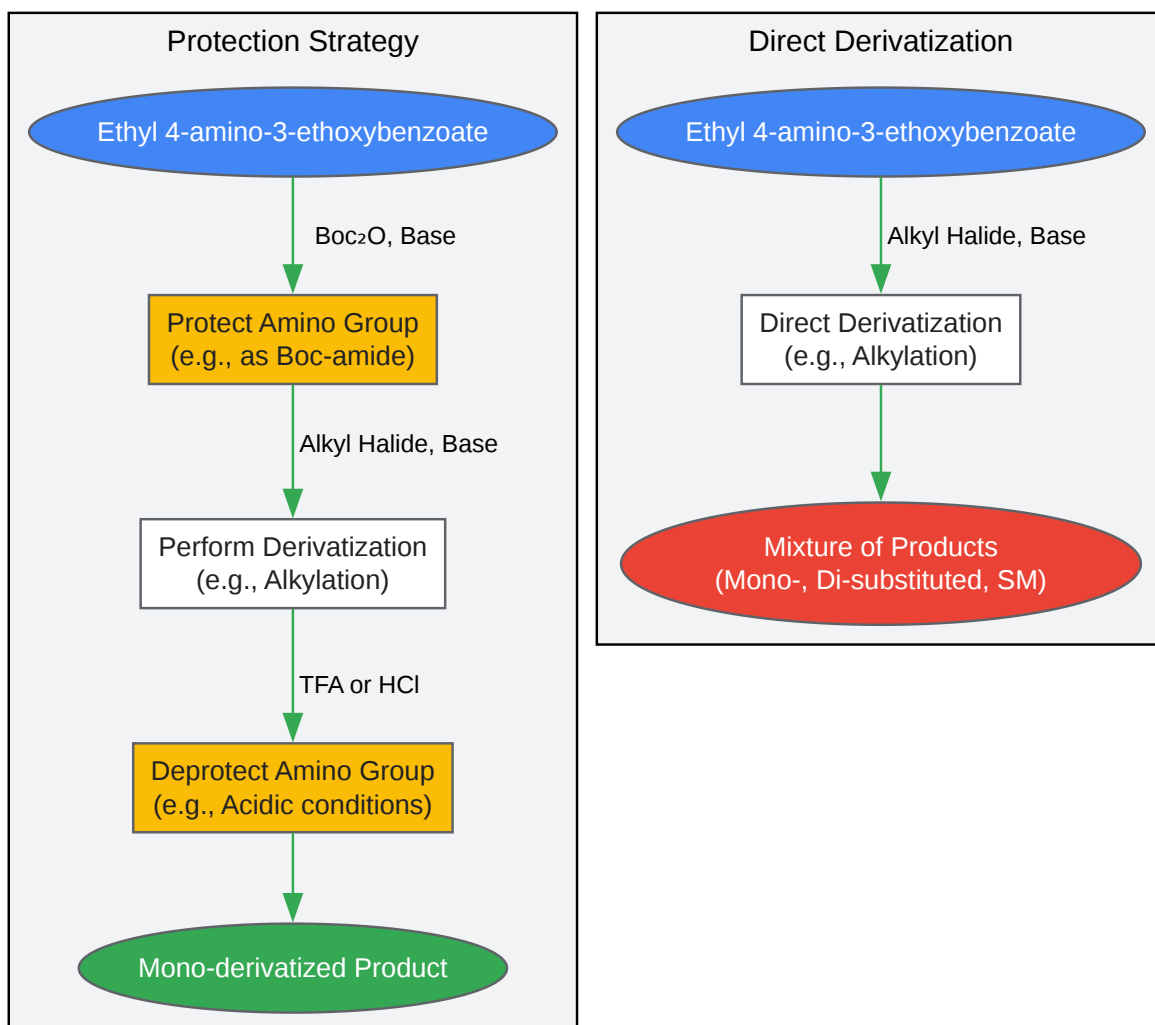 Protection Strategy
Ethyl 4-amino-3-ethoxybenzoate
Boc₂O, Base
Protect Amino Group
(e.g., as Boc-amide)
Alkyl Halide, Base
Perform Derivatization
(e.g., Alkylation)
TFA or HCl
Deprotect Amino Group
(e.g., Acidic conditions)
Mono-derivatized Product
Direct Derivatization
Ethyl 4-amino-3-ethoxybenzoate
Alkyl Halide, Base
Direct Derivatization
(e.g., Alkylation)
Mixture of Products
(Mono-, Di-substituted, SM)